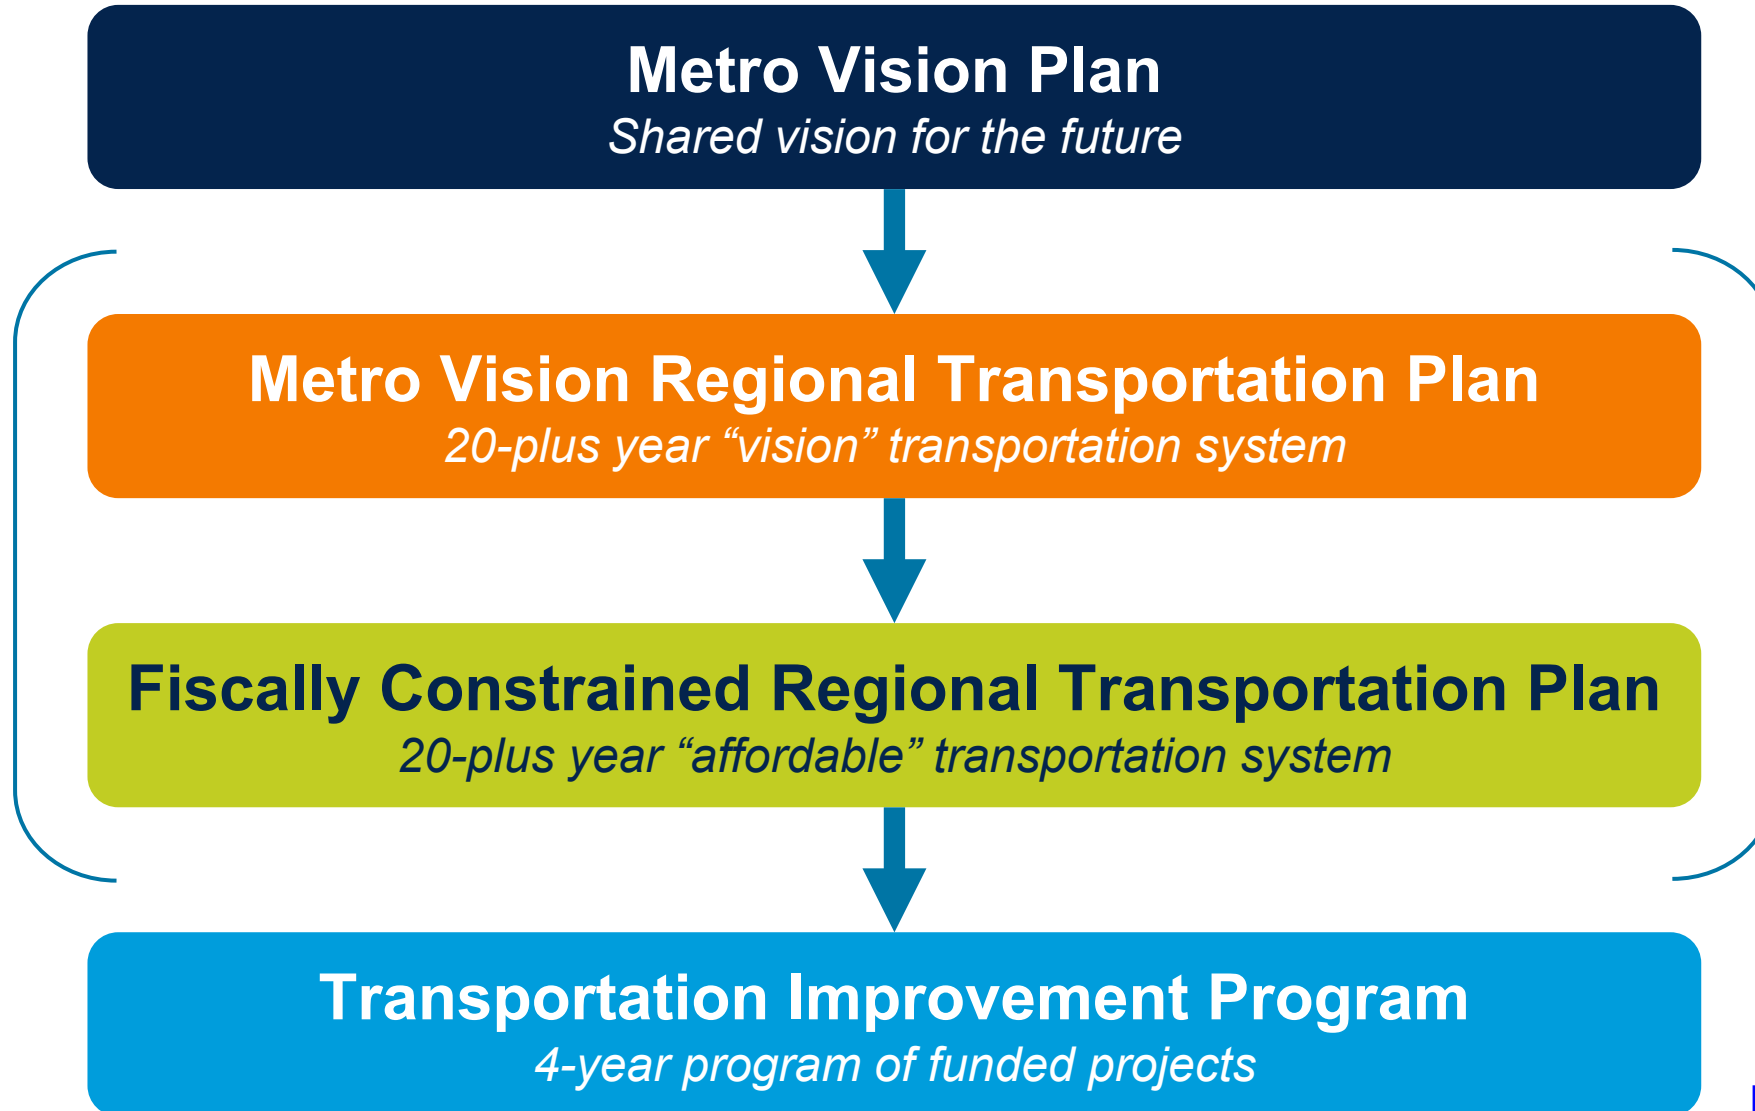 Metro Vision Plan
Shared vision for the future
Metro Vision Regional Transportation Plan
20-plus year “vision” transportation system
Fiscally Constrained Regional Transportation Plan
20-plus year “affordable” transportation system
Transportation Improvement Program
4-year program of funded projects